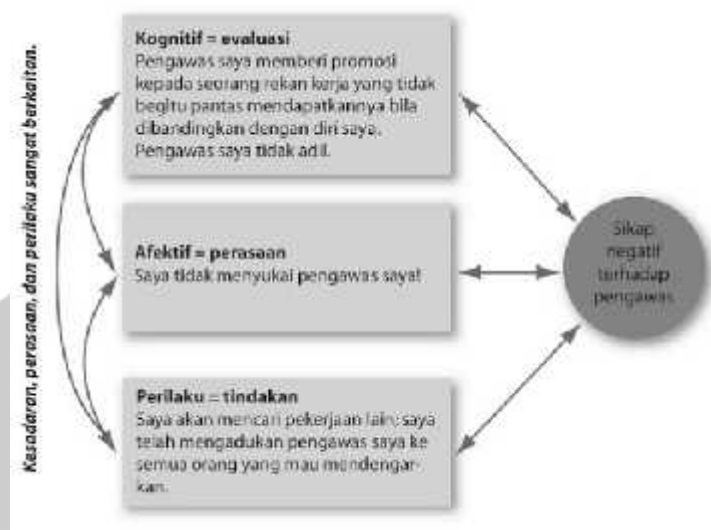 Kesadaran, perasaan, dan perilaku sangat berkaitan.
Kognitif = evaluasi
Pengawas saya memberi promosi
kepada seorang rekan kerja yang tidak
begitu pantas mendapatkannya bila
dibandingkan dengan diri saya.
Pengawas saya tidak adil.
Afektif = perasaan
Saya tidak menyukai pengawas saya!
Perilaku = tindakan
Saya akan mencari pekerjaan lain; saya
telah mengadukan pengawas saya ke
semua orang yang mau mendengar-
kan.
Sikap
negatif
terhadap
pengawas